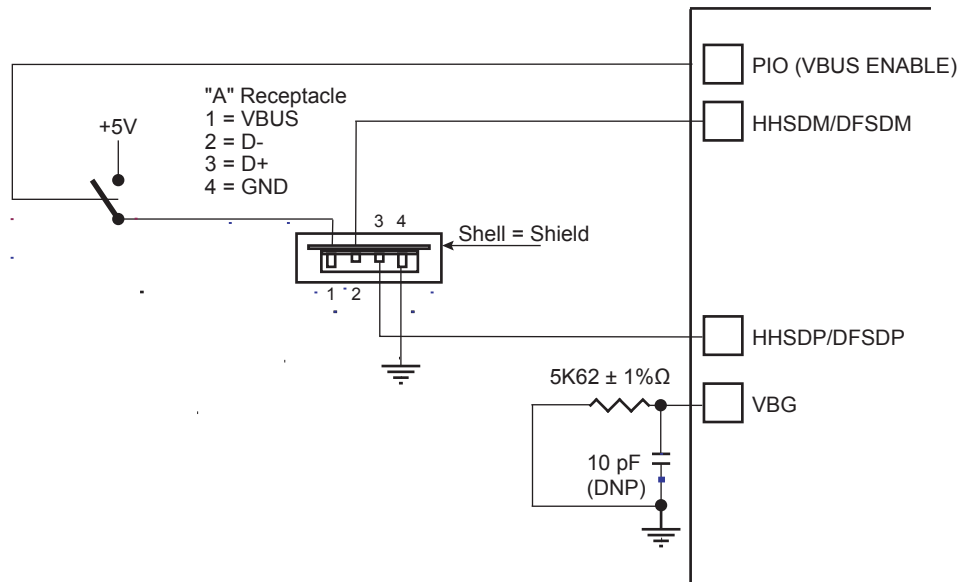 PIO (VBUS ENABLE)
"A" Receptacle
1 = VBUS
2 = D-
3 = D+
4 = GND
+5V
HHSDM/DFSDM
3 4
Shell = Shield
1 2
HHSDP/DFSDP
5K62 ± 1%Ω
VBG
10 pF
(DNP)